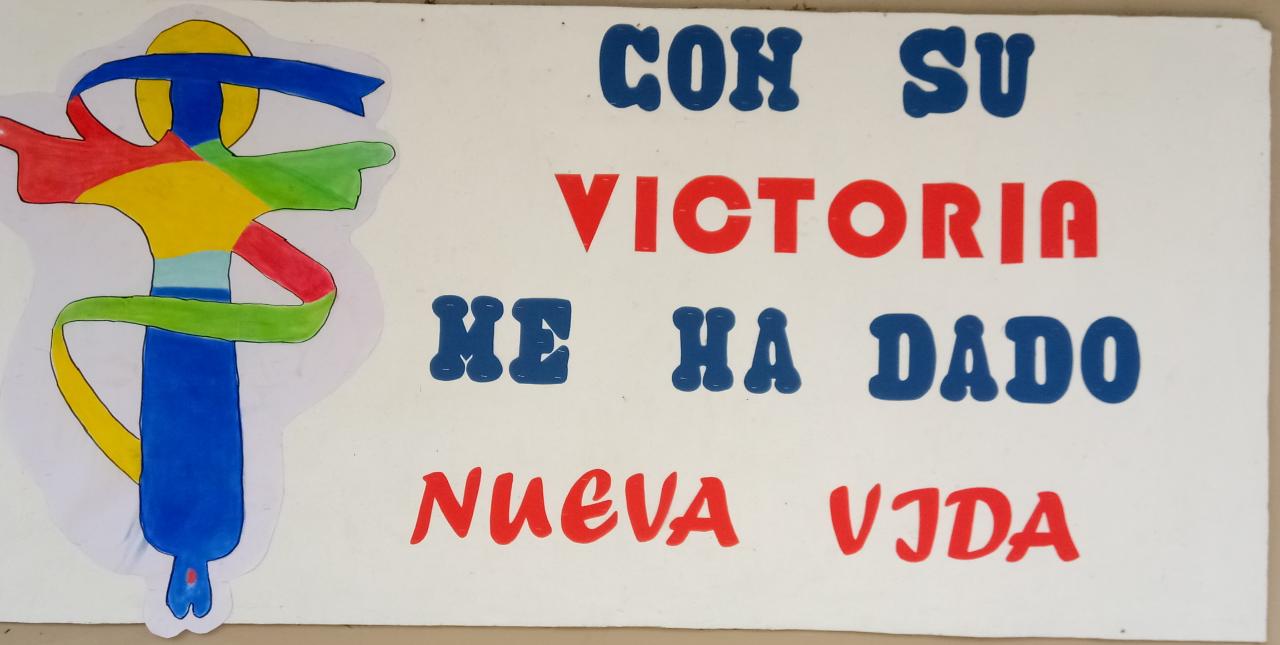 CON SU
VICTORIA
ME HA DADO
NUEVA VIDA